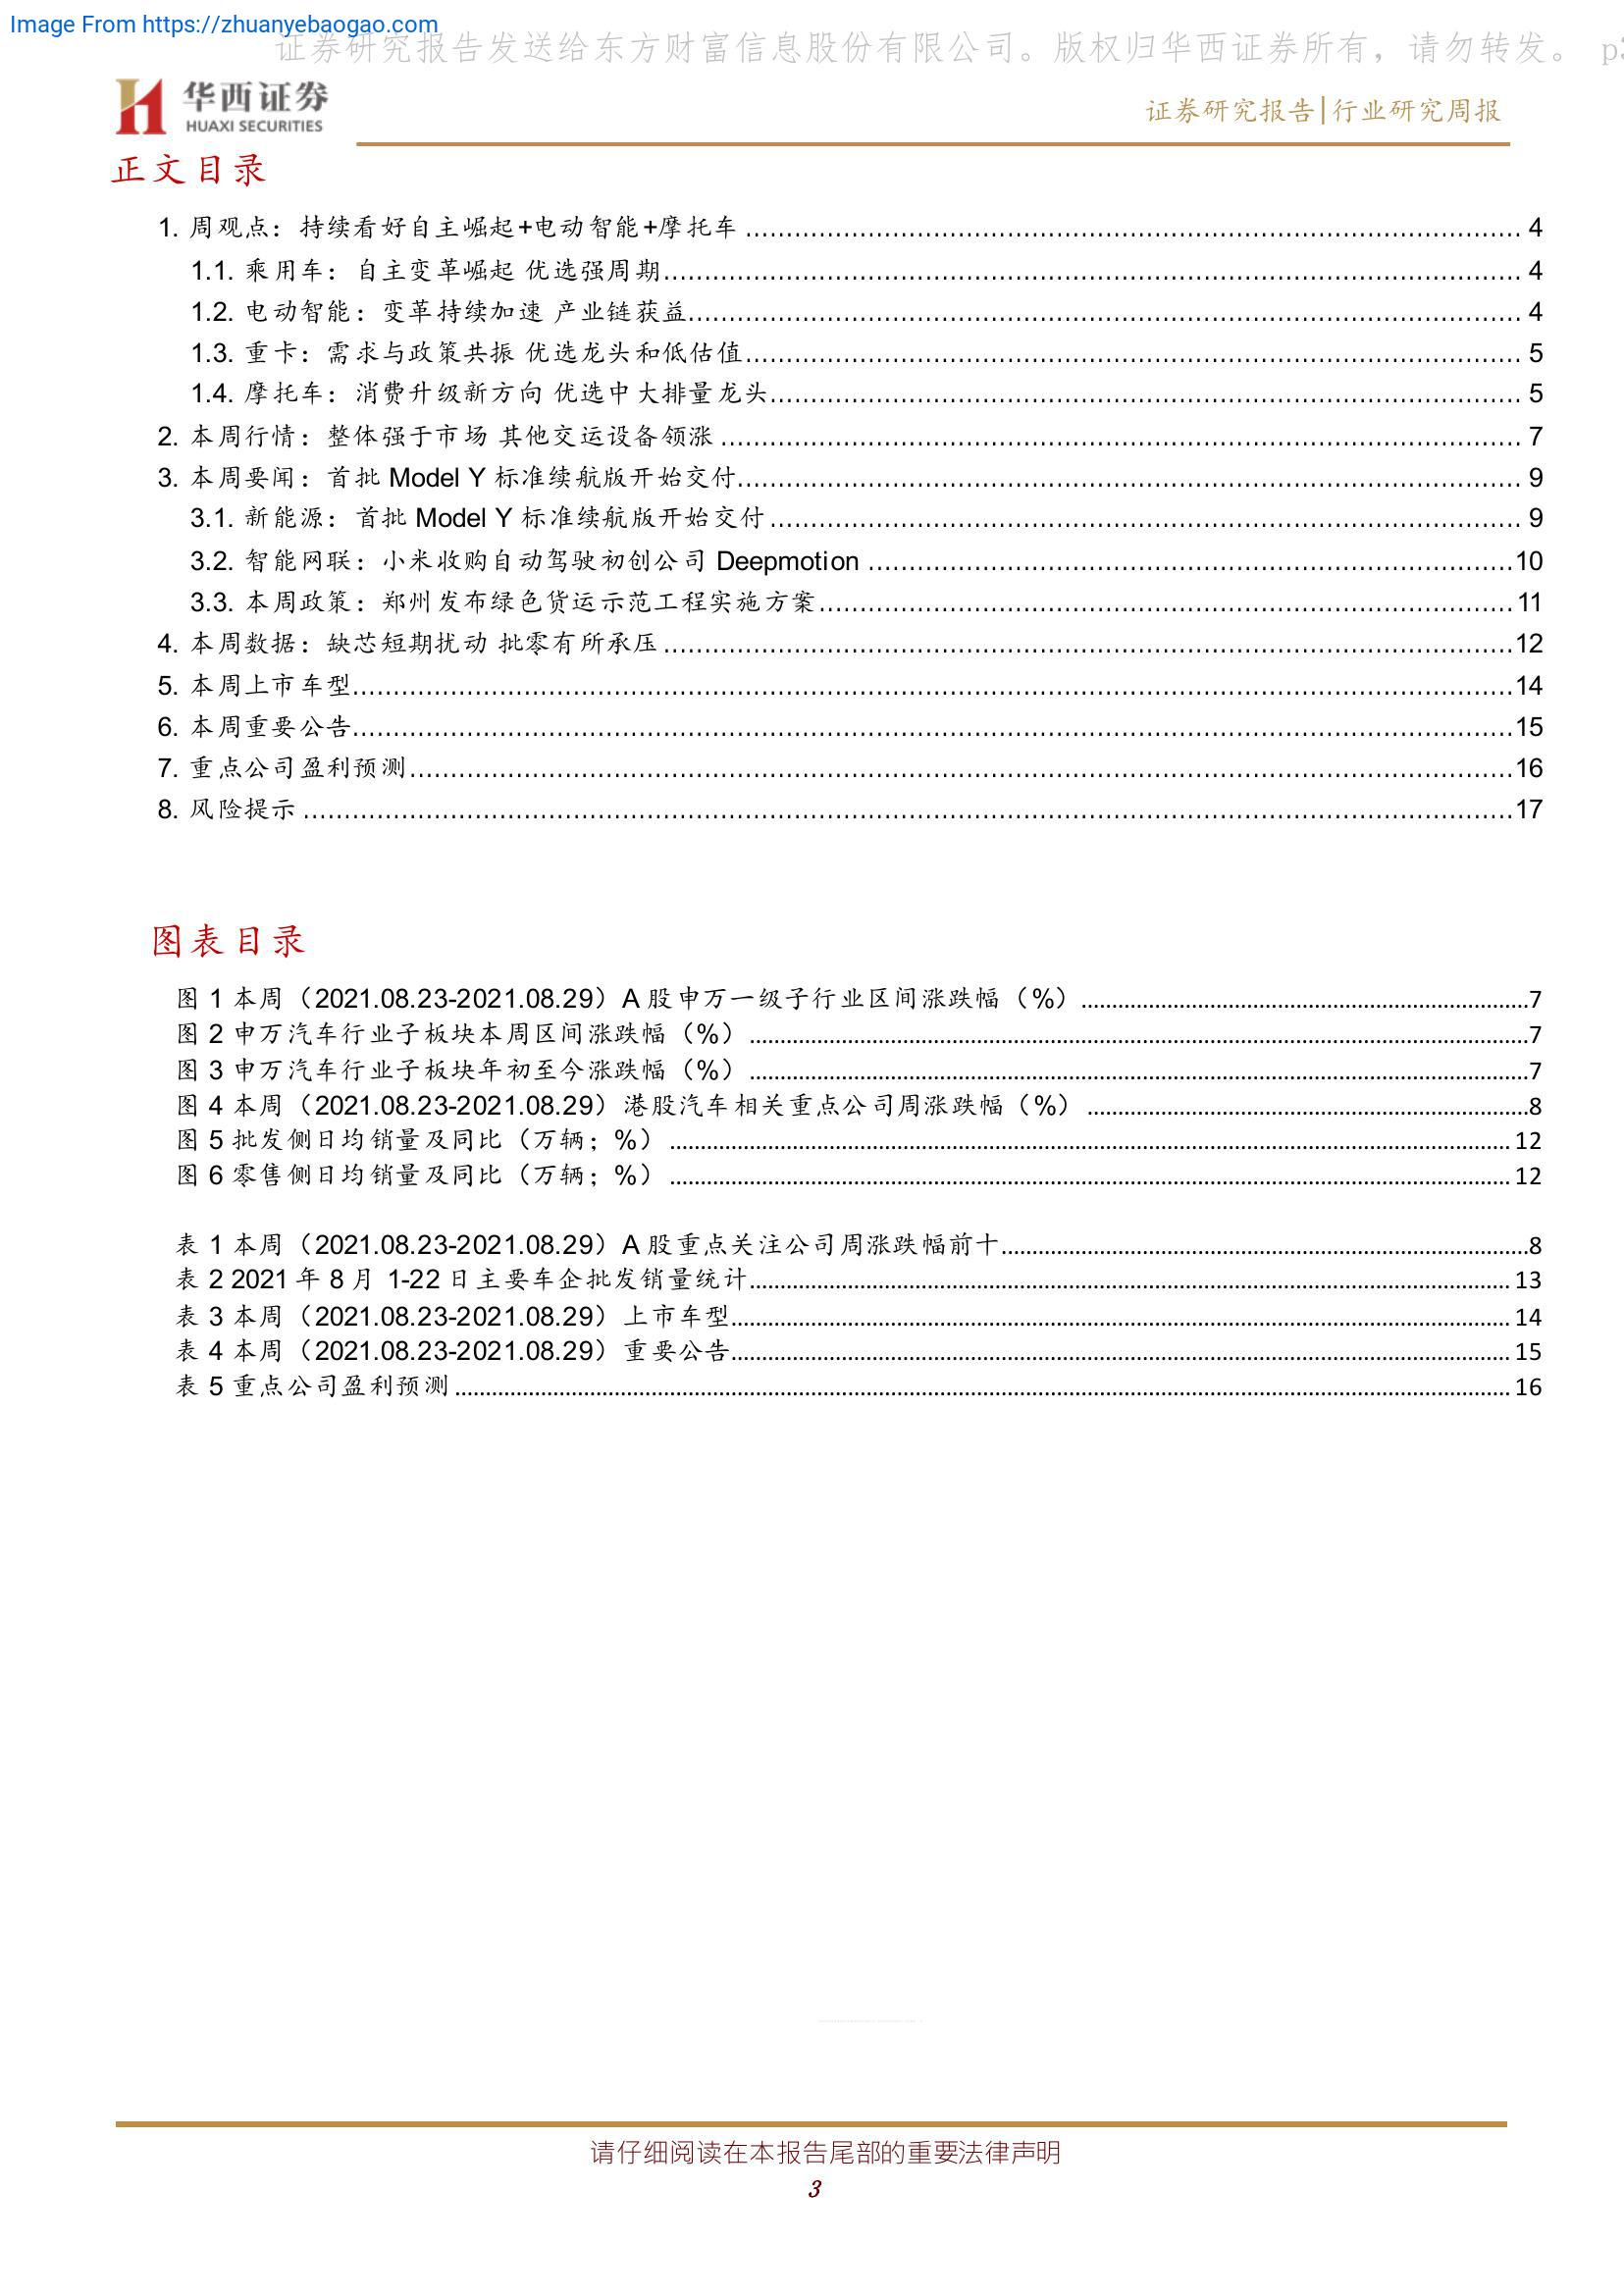 Image From https://zhuanyebaogao.com
证券研究报告发送给东方财富信息股份有限公司。版权归华西证券所有，请勿转发。 p3
华西证券
HUAXI SECURITIES
证券研究报告|行业研究周报
正文目录
1. 周观点：持续看好自主崛起+电动智能+摩托车 4
1.1. 乘用车：自主变革崛起 优选强周期 4
1.2. 电动智能：变革持续加速 产业链获益 4
1.3. 重卡：需求与政策共振 优选龙头和低估值 5
1.4. 摩托车：消费升级新方向 优选中大排量龙头 5
2. 本周行情：整体强于市场 其他交运设备领涨 7
3. 本周要闻：首批 Model Y 标准续航版开始交付 9
3.1. 新能源：首批 Model Y 标准续航版开始交付 9
3.2. 智能网联：小米收购自动驾驶初创公司 Deepmotion 10
3.3. 本周政策：郑州发布绿色货运示范工程实施方案 11
4. 本周数据：缺芯短期扰动 批零有所承压 12
5. 本周上市车型 14
6. 本周重要公告 15
7. 重点公司盈利预测 16
8. 风险提示 17
图表目录
图 1 本周（2021.08.23-2021.08.29）A 股申万一级子行业区间涨跌幅（%） 7
图 2 申万汽车行业子板块本周区间涨跌幅（%） 7
图 3 申万汽车行业子板块年初至今涨跌幅（%） 7
图 4 本周（2021.08.23-2021.08.29）港股汽车相关重点公司周涨跌幅（%） 8
图 5 批发侧日均销量及同比（万辆；%） 12
图 6 零售侧日均销量及同比（万辆；%） 12
表 1 本周（2021.08.23-2021.08.29）A 股重点关注公司周涨跌幅前十 8
表 2 2021 年 8 月 1-22 日主要车企批发销量统计 13
表 3 本周（2021.08.23-2021.08.29）上市车型 14
表 4 本周（2021.08.23-2021.08.29）重要公告 15
表 5 重点公司盈利预测 16
请仔细阅读在本报告尾部的重要法律声明
3